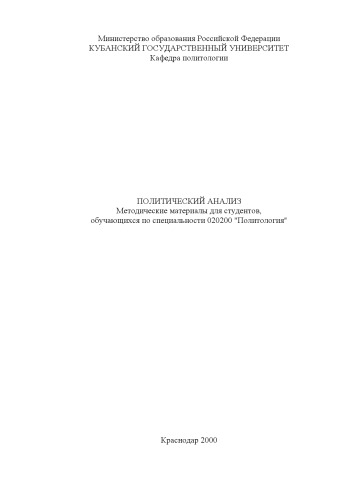 Министерство образования Российской Федерации
КУБАНСКИЙ ГОСУДАРСТВЕННЫЙ УНИВЕРСИТЕТ
Кафедра политологии
ПОЛИТИЧЕСКИЙ АНАЛИЗ
Методические материалы для студентов,
обучающихся по специальности 020200 "Политология"
Краснодар 2000